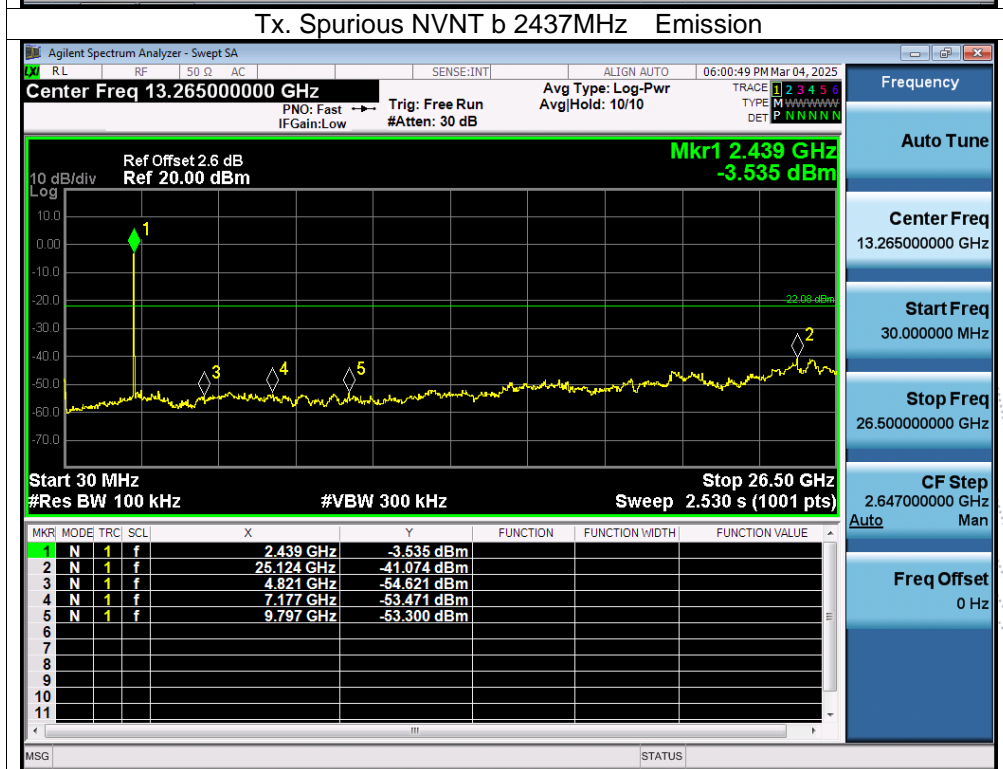 Tx. Spurious NVNT b 2437MHz Emission
Agilent Spectrum Analyzer - Swept SA
LXI RL RF 50 Ω AC SENSE:INT ALIGN AUTO 06:00:49 PM Mar 04, 2025
Center Freq 13.265000000 GHz
PNO: Fast
IFGain:Low
Trig: Free Run
#Atten: 30 dB
Avg Type: Log-Pwr
Avg|Hold: 10/10
TRACE 1 2 3 4 5 6
TYPE M WWWWW
DET P N N N N N
Frequency
Auto Tune
Center Freq
13.265000000 GHz
Start Freq
30.000000 MHz
Stop Freq
26.500000000 GHz
CF Step
2.647000000 GHz
Auto Man
Freq Offset
0 Hz
Mkr1 2.439 GHz
-3.535 dBm
Ref Offset 2.6 dB
10 dB/div Ref 20.00 dBm
Log
10.0
0.00
-10.0
-20.0
-30.0
-40.0
-50.0
-60.0
-70.0
-22.08 dBm
1
2
3
4
5
Start 30 MHz Stop 26.50 GHz
#Res BW 100 kHz #VBW 300 kHz Sweep 2.530 s (1001 pts)
MKR MODE TRC SCL X Y FUNCTION FUNCTION WIDTH FUNCTION VALUE
1 N 1 f 2.439 GHz -3.535 dBm
2 N 1 f 25.124 GHz -41.074 dBm
3 N 1 f 4.821 GHz -54.621 dBm
4 N 1 f 7.177 GHz -53.471 dBm
5 N 1 f 9.797 GHz -53.300 dBm
6
7
8
9
10
11
MSG STATUS